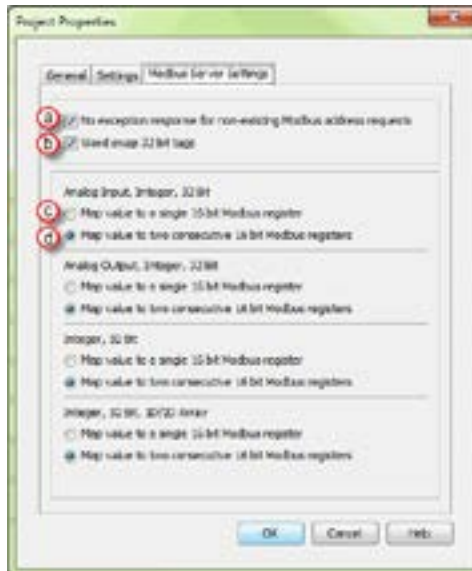 Project Properties
General Settings Modbus Server Settings
a No exception response for non-existing Modbus address requests
b Word swap 32 bit tags
Analog Input, Integer, 32 Bit
c Map value to a single 16 bit Modbus register
d Map value to two consecutive 16 bit Modbus registers
Analog Output, Integer, 32 Bit
Map value to a single 16 bit Modbus register
Map value to two consecutive 16 bit Modbus registers
Integer, 32 Bit
Map value to a single 16 bit Modbus register
Map value to two consecutive 16 bit Modbus registers
Integer, 32 Bit, 1D/2D Array
Map value to a single 16 bit Modbus register
Map value to two consecutive 16 bit Modbus registers
OK Cancel Help